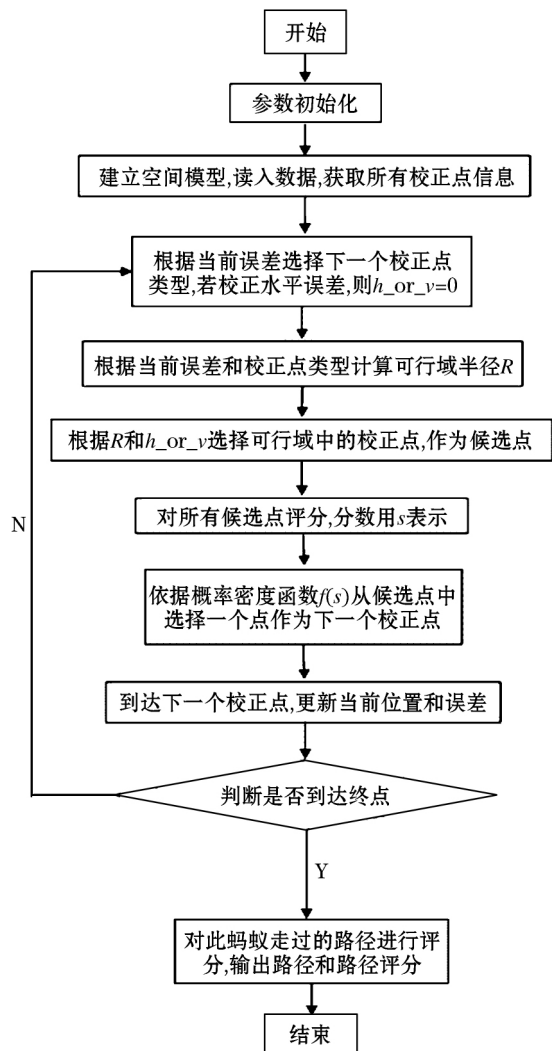 开始
参数初始化
建立空间模型,读入数据,获取所有校正点信息
根据当前误差选择下一个校正点
类型,若校正水平误差,则h_or_v=0
根据当前误差和校正点类型计算可行域半径R
根据R和h_or_v选择可行域中的校正点,作为候选点
N
对所有候选点评分,分数用s表示
依据概率密度函数f(s)从候选点中
选择一个点作为下一个校正点
到达下一个校正点,更新当前位置和误差
判断是否到达终点
Y
对此蚂蚁走过的路径进行评
分,输出路径和路径评分
结束